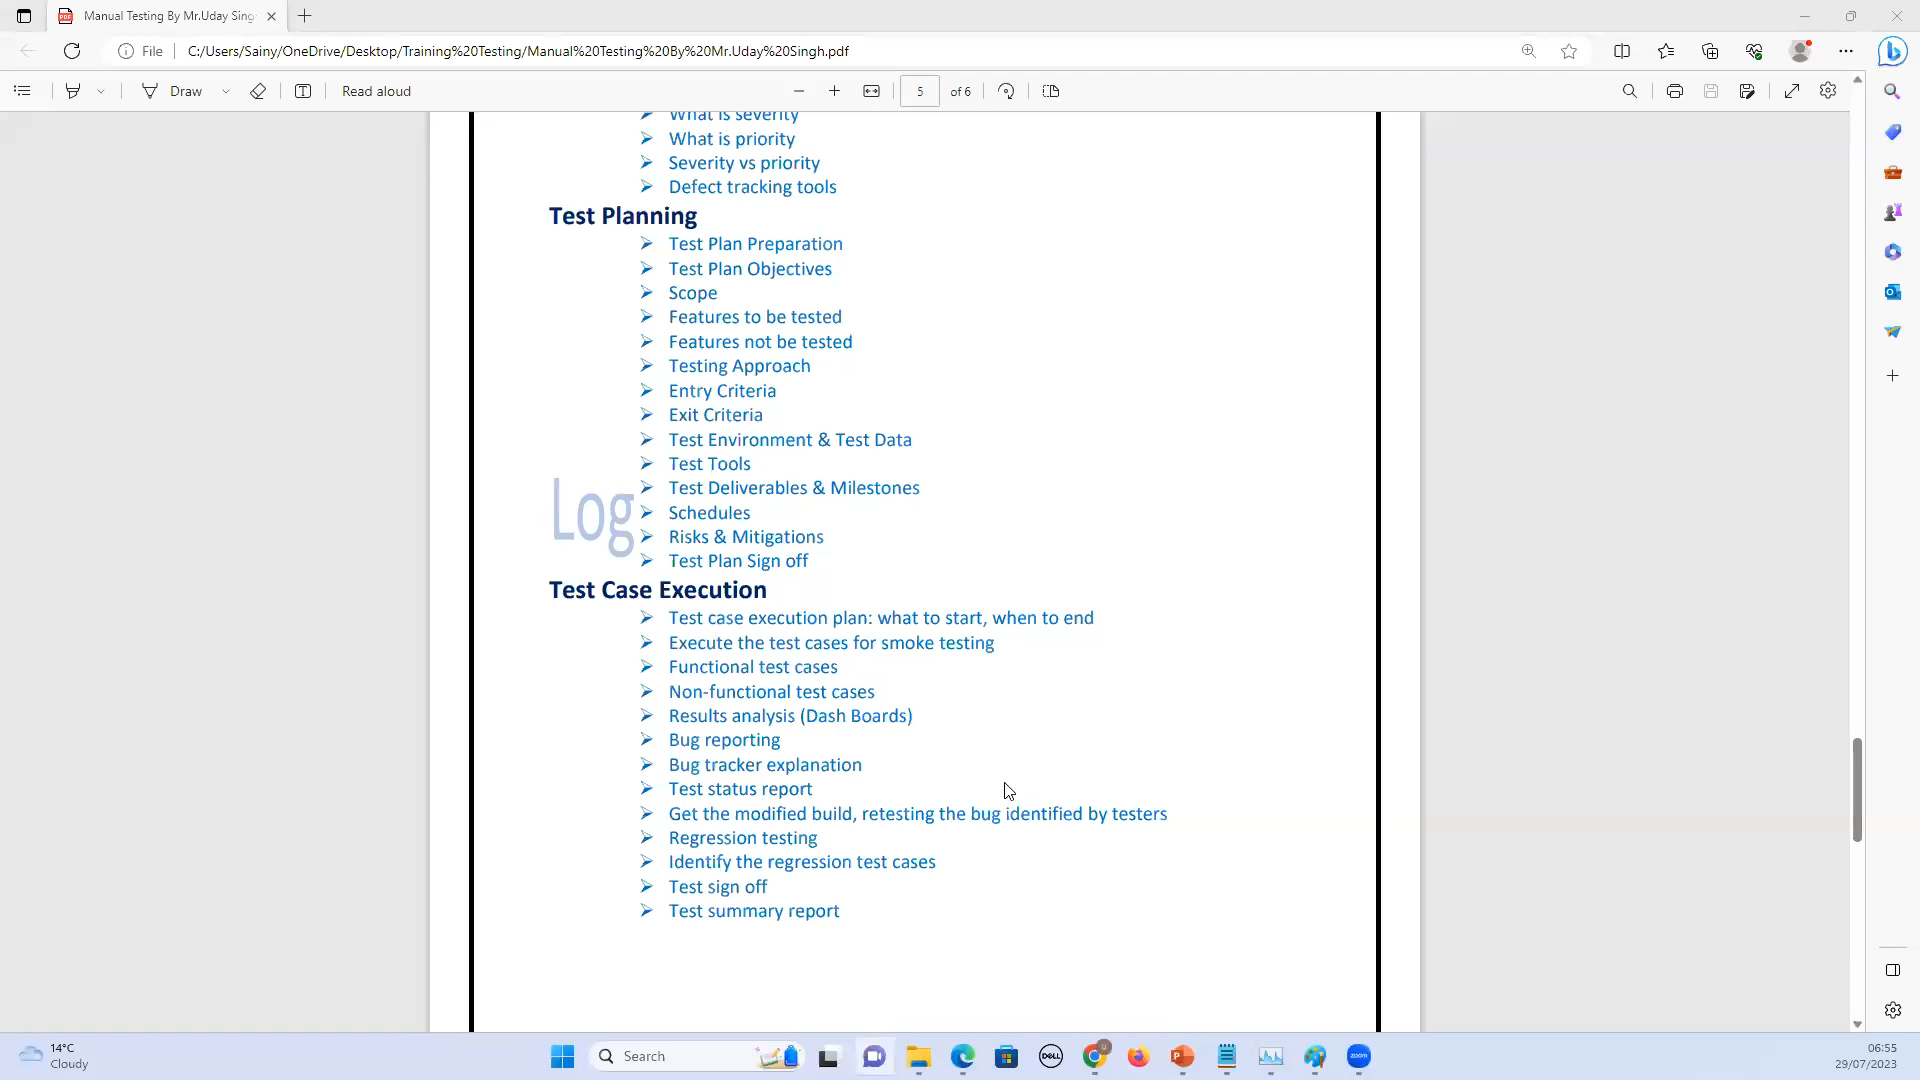 Manual Testing By Mr.Uday Sing
File
C:/Users/Sainy/OneDrive/Desktop/Training%20Testing/Manual%20Testing%20By%20Mr.Uday%20Singh.pdf
Draw
Read aloud
5
of 6
What is severity
What is priority
Severity vs priority
Defect tracking tools
Test Planning
Test Plan Preparation
Test Plan Objectives
Scope
Features to be tested
Features not be tested
Testing Approach
Entry Criteria
Exit Criteria
Test Environment & Test Data
Test Tools
Test Deliverables & Milestones
Log
Schedules
Risks & Mitigations
Test Plan Sign off
Test Case Execution
Test case execution plan: what to start, when to end
Execute the test cases for smoke testing
Functional test cases
Non-functional test cases
Results analysis (Dash Boards)
Bug reporting
Bug tracker explanation
Test status report
Get the modified build, retesting the bug identified by testers
Regression testing
Identify the regression test cases
Test sign off
Test summary report
14°C
Cloudy
Search
DELL
zoom
06:55
29/07/2023